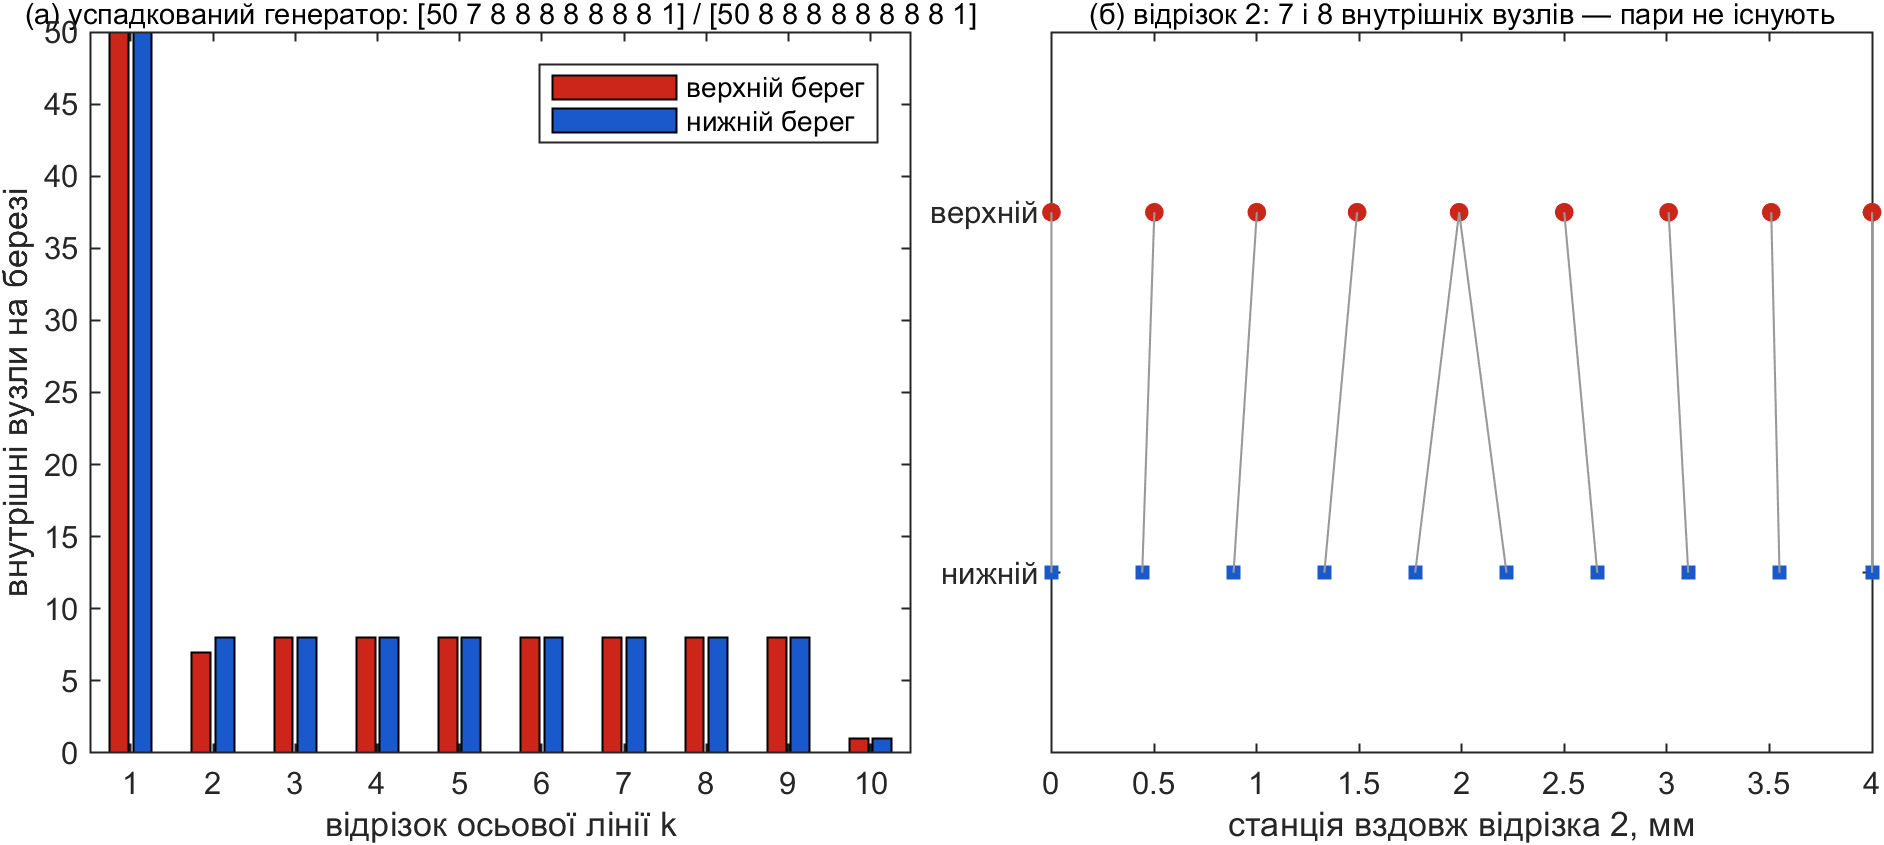 (а) успадкований генератор: [50 7 8 8 8 8 8 8 8 1] / [50 8 8 8 8 8 8 8 8 1]
50
45
40
35
30
25
20
15
10
5
0
внутрішні вузли на березі
верхній берег
нижній берег
1 2 3 4 5 6 7 8 9 10
відрізок осьової лінії k
(б) відрізок 2: 7 і 8 внутрішніх вузлів — пари не існують
верхній
нижній
0 0.5 1 1.5 2 2.5 3 3.5 4
станція вздовж відрізка 2, мм